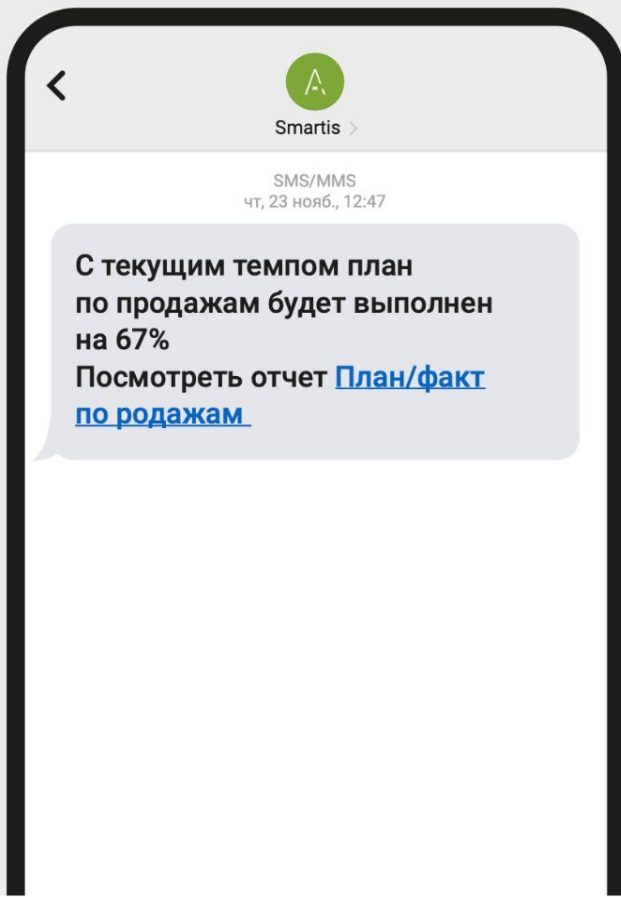 Smartis
SMS/MMS
чт, 23 нояб., 12:47
С текущим темпом план
по продажам будет выполнен
на 67%
Посмотреть отчет План/факт
по родажам